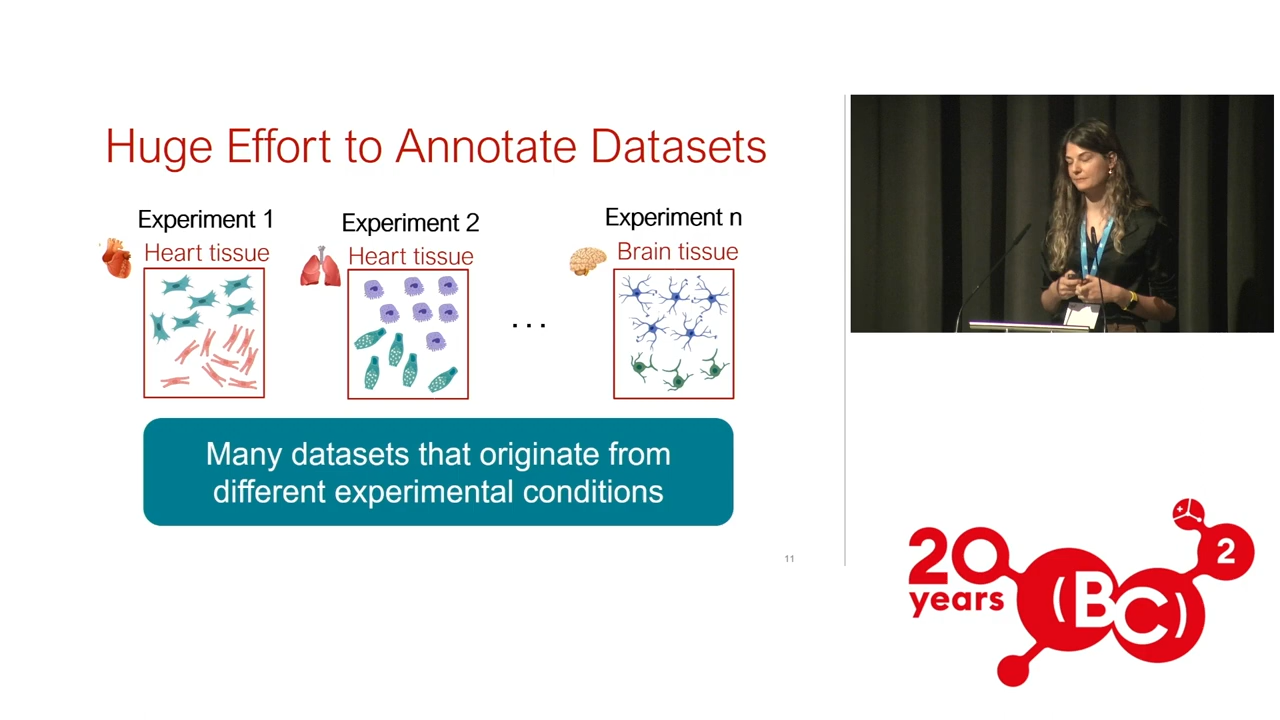 Huge Effort to Annotate Datasets
Experiment 1
Heart tissue
Experiment 2
Heart tissue
...
Experiment n
Brain tissue
Many datasets that originate from
different experimental conditions
11
20
years
(BC)
2